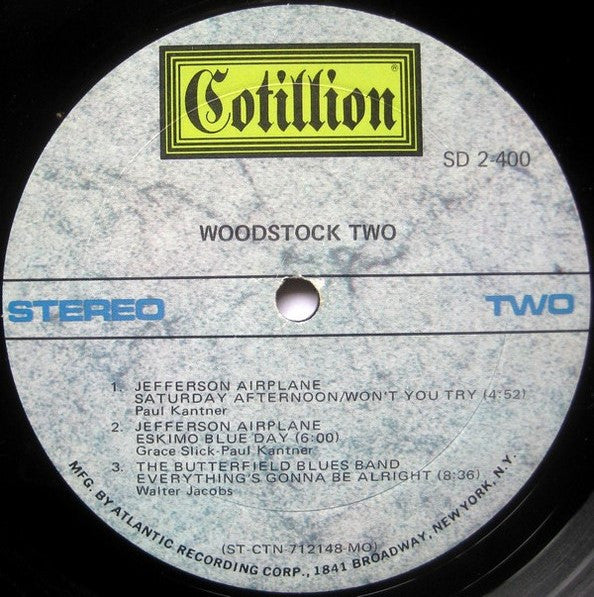 Cotillion®
SD 2-400
WOODSTOCK TWO
STEREO TWO
1. JEFFERSON AIRPLANE
SATURDAY AFTERNOON/WON'T YOU TRY (4:52)
Paul Kantner
2. JEFFERSON AIRPLANE
ESKIMO BLUE DAY (6:00)
Grace Slick-Paul Kantner
3. THE BUTTERFIELD BLUES BAND
EVERYTHING'S GONNA BE ALRIGHT (8:36)
Walter Jacobs
(ST-CTN-712148-MO)
MFG. BY ATLANTIC RECORDING CORP., 1841 BROADWAY, NEW YORK, N.Y.